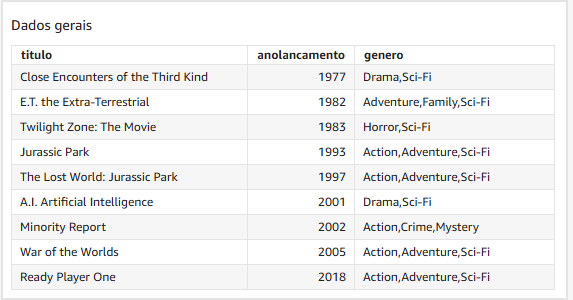 Dados gerais
titulo anolancamento genero
Close Encounters of the Third Kind 1977 Drama,Sci-Fi
E.T. the Extra-Terrestrial 1982 Adventure,Family,Sci-Fi
Twilight Zone: The Movie 1983 Horror,Sci-Fi
Jurassic Park 1993 Action,Adventure,Sci-Fi
The Lost World: Jurassic Park 1997 Action,Adventure,Sci-Fi
A.I. Artificial Intelligence 2001 Drama,Sci-Fi
Minority Report 2002 Action,Crime,Mystery
War of the Worlds 2005 Action,Adventure,Sci-Fi
Ready Player One 2018 Action,Adventure,Sci-Fi